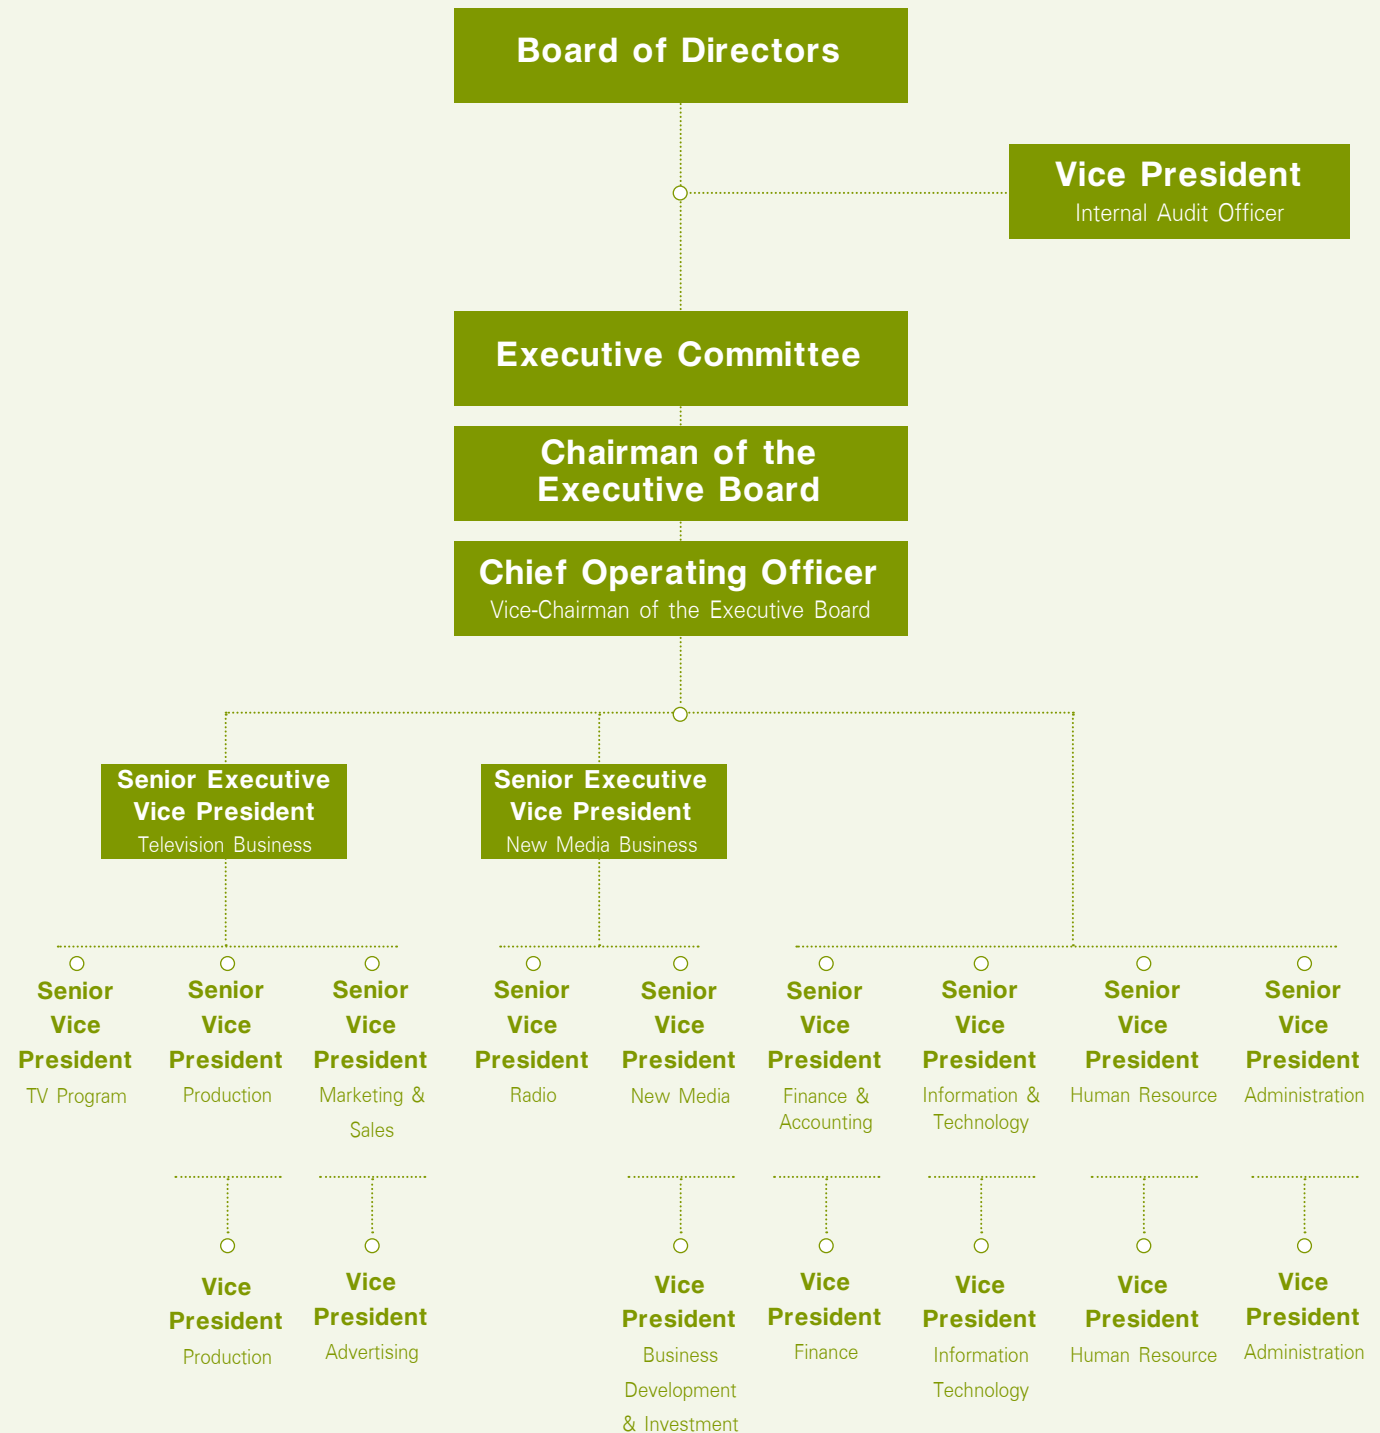 Board of Directors
Vice President
Internal Audit Officer
Executive Committee
Chairman of the
Executive Board
Chief Operating Officer
Vice-Chairman of the Executive Board
Senior Executive
Vice President
Television Business
Senior Executive
Vice President
New Media Business
Senior
Vice
President
TV Program
Senior
Vice
President
Production
Senior
Vice
President
Marketing &
Sales
Senior
Vice
President
Radio
Senior
Vice
President
New Media
Senior
Vice
President
Finance &
Accounting
Senior
Vice
President
Information &
Technology
Senior
Vice
President
Human Resource
Senior
Vice
President
Administration
Vice
President
Production
Vice
President
Advertising
Vice
President
Business
Development
& Investment
Vice
President
Finance
Vice
President
Information
Technology
Vice
President
Human Resource
Vice
President
Administration